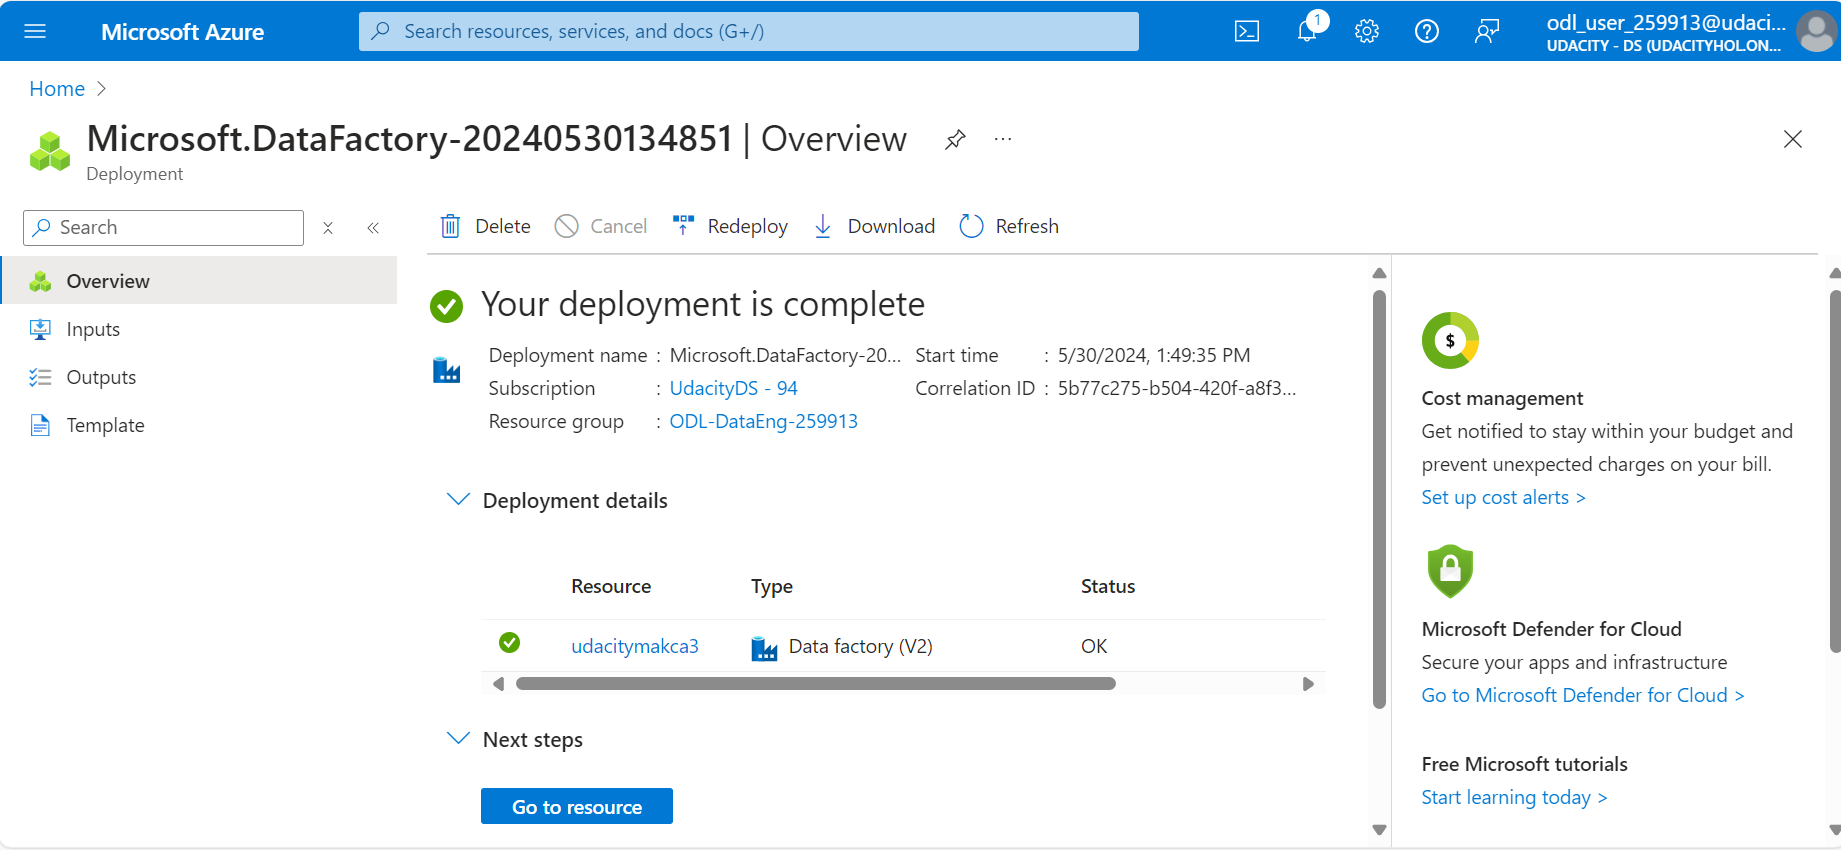 Microsoft Azure
Search resources, services, and docs (G+/)
1
odl_user_259913@udaci...
UDACITY - DS (UDACITYHOL.ON...
Home >
Microsoft.DataFactory-20240530134851 | Overview
...
Deployment
Search
Delete
Cancel
Redeploy
Download
Refresh
Overview
Inputs
Outputs
Template
Your deployment is complete
Deployment name : Microsoft.DataFactory-20...
Subscription : UdacityDS - 94
Resource group : ODL-DataEng-259913
Start time : 5/30/2024, 1:49:35 PM
Correlation ID : 5b77c275-b504-420f-a8f3...
Deployment details
Resource Type Status
udacitymakca3 Data factory (V2) OK
Next steps
Go to resource
$
Cost management
Get notified to stay within your budget and
prevent unexpected charges on your bill.
Set up cost alerts >
Microsoft Defender for Cloud
Secure your apps and infrastructure
Go to Microsoft Defender for Cloud >
Free Microsoft tutorials
Start learning today >